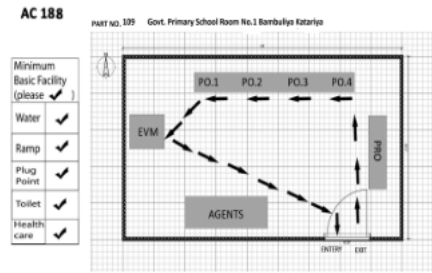 AC 188
PART NO. 109 Govt. Primary School Room No.1 Bambuliya Katariya
Minimum
Basic Facility
(please ✔ )
Water ✔
Ramp ✔
Plug
Point ✔
Toilet ✔
Health
care ✔
PO.1 PO.2 PO.3 PO.4
EVM
PRO
AGENTS
ENTERY EXIT